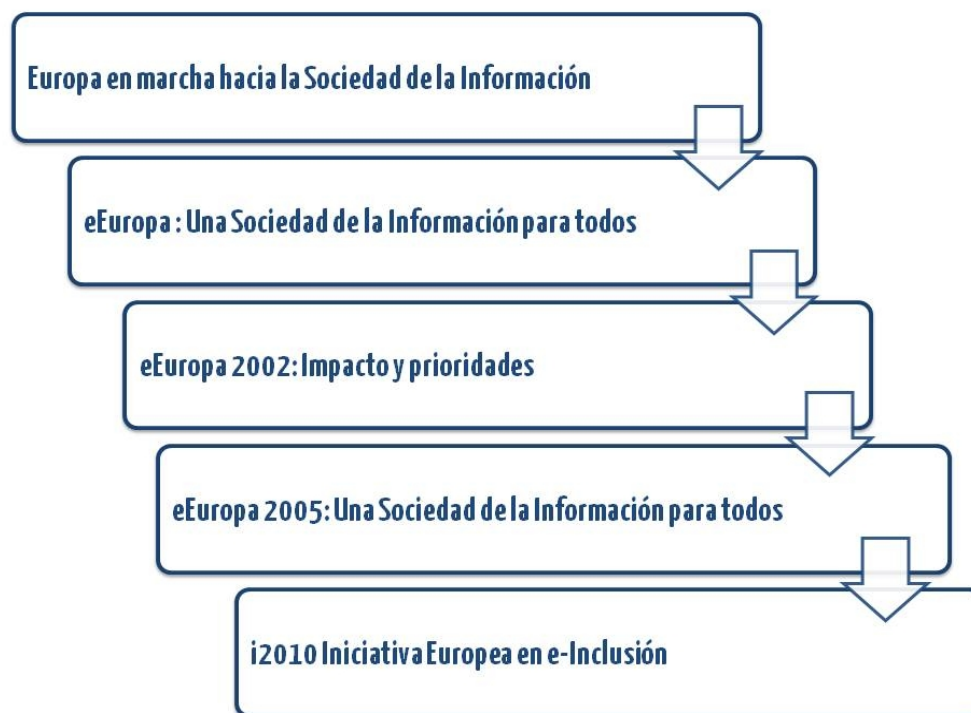 Europa en marcha hacia la Sociedad de la Información
eEuropa : Una Sociedad de la Información para todos
eEuropa 2002: Impacto y prioridades
eEuropa 2005: Una Sociedad de la Información para todos
i2010 Iniciativa Europea en e-Inclusión